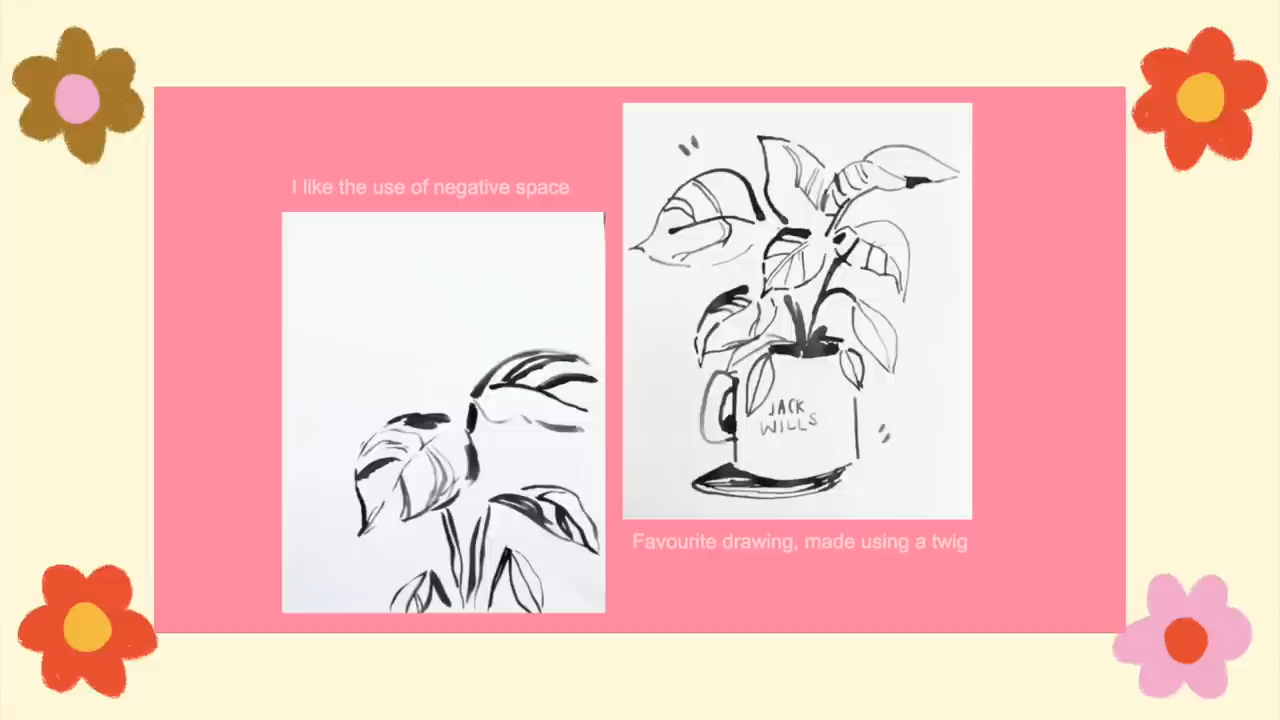 I like the use of negative space
JACK
WILLS
Favourite drawing, made using a twig